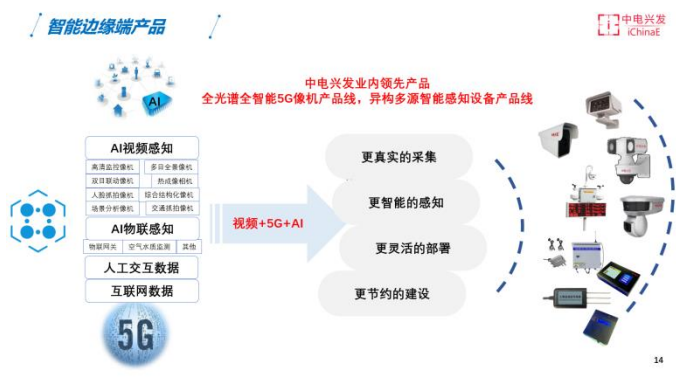 智能边缘端产品
中电兴发
iChinaE
中电兴发业内领先产品
全光谱全智能5G像机产品线，异构多源智能感知设备产品线
AI
AI视频感知
高清监控像机 多目全景像机
双目联动像机 热成像相机
人脸抓拍像机 综合结构化像机
场景分析像机 交通抓拍像机
AI物联感知
物联网关 空气水质监测 其他
人工交互数据
互联网数据
5G
视频+5G+AI
更真实的采集
更智能的感知
更灵活的部署
更节约的建设
14